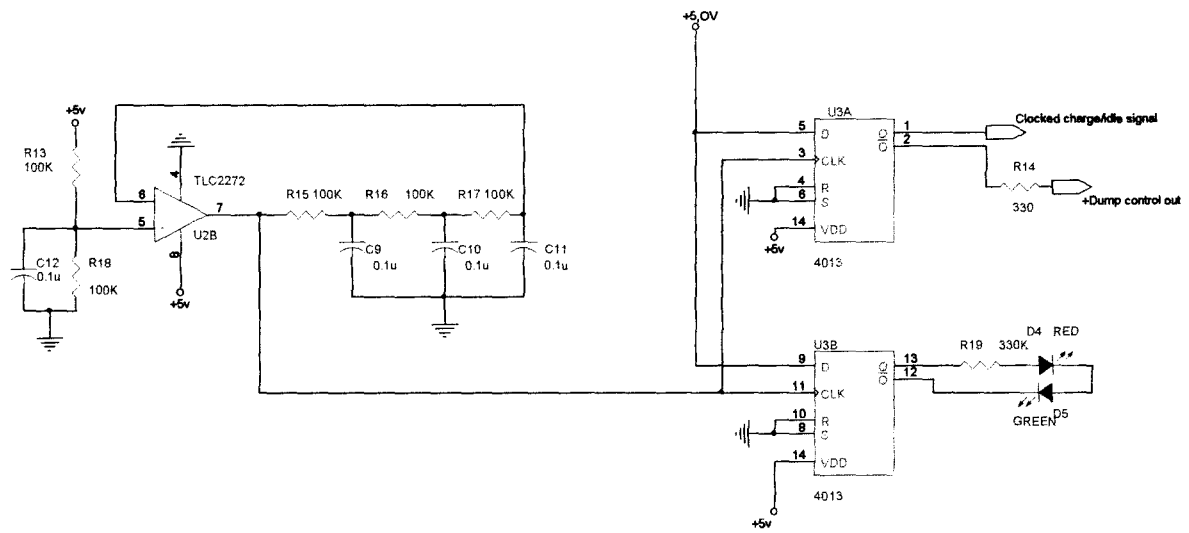 +5.0V
+5v
R13
100K
4
TLC2272
6
5
7
U2B
8
+5v
C12
0.1u
R18
100K
R15 100K
R16 100K
R17 100K
C9
0.1u
C10
0.1u
C11
0.1u
U3A
5 D
3 CLK
4 R
6 S
14 VDD
+5v
4013
Q 1
Q 2
Clocked charge/idle signal
R14
330
+Dump control out
U3B
9 D
11 CLK
10 R
8 S
14 VDD
+5v
4013
Q 13
Q 12
R19 330K
D4 RED
GREEN D5